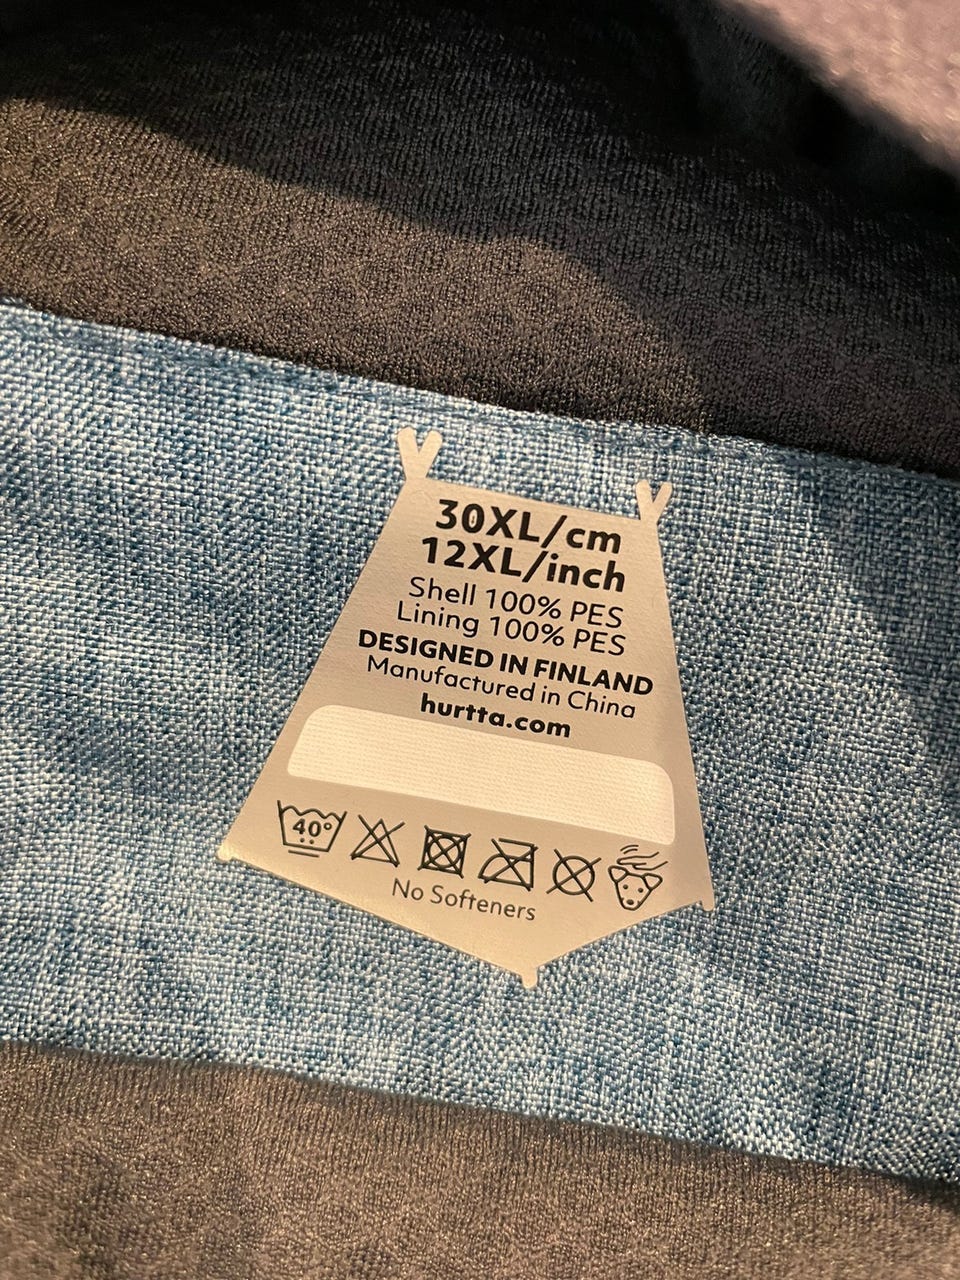 30XL/cm
12XL/inch
Shell 100% PES
Lining 100% PES
DESIGNED IN FINLAND
Manufactured in China
hurtta.com
40°
No Softeners